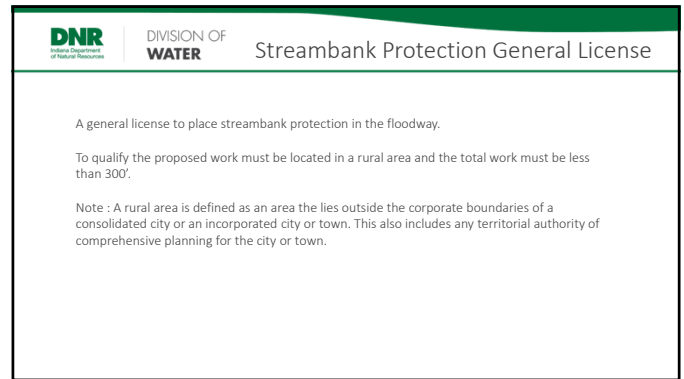 DNR
Indiana Department
of Natural Resources
DIVISION OF
WATER
Streambank Protection General License
A general license to place streambank protection in the floodway.
To qualify the proposed work must be located in a rural area and the total work must be less
than 300’.
Note : A rural area is defined as an area the lies outside the corporate boundaries of a
consolidated city or an incorporated city or town. This also includes any territorial authority of
comprehensive planning for the city or town.